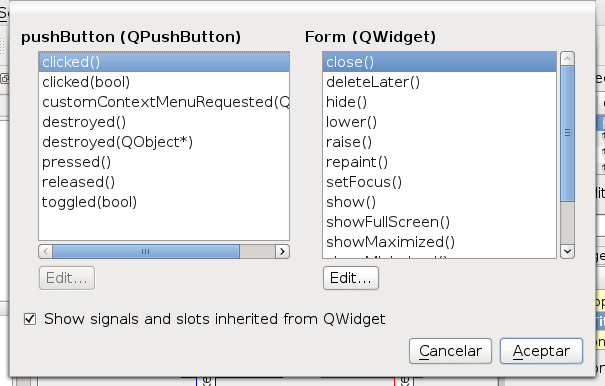 pushButton (QPushButton)
Form (QWidget)
clicked()
clicked(bool)
customContextMenuRequested(Q
destroyed()
destroyed(QObject*)
pressed()
released()
toggled(bool)
close()
deleteLater()
hide()
lower()
raise()
repaint()
setFocus()
show()
showFullScreen()
showMaximized()
Edit...
Edit...
Show signals and slots inherited from QWidget
Cancelar
Aceptar